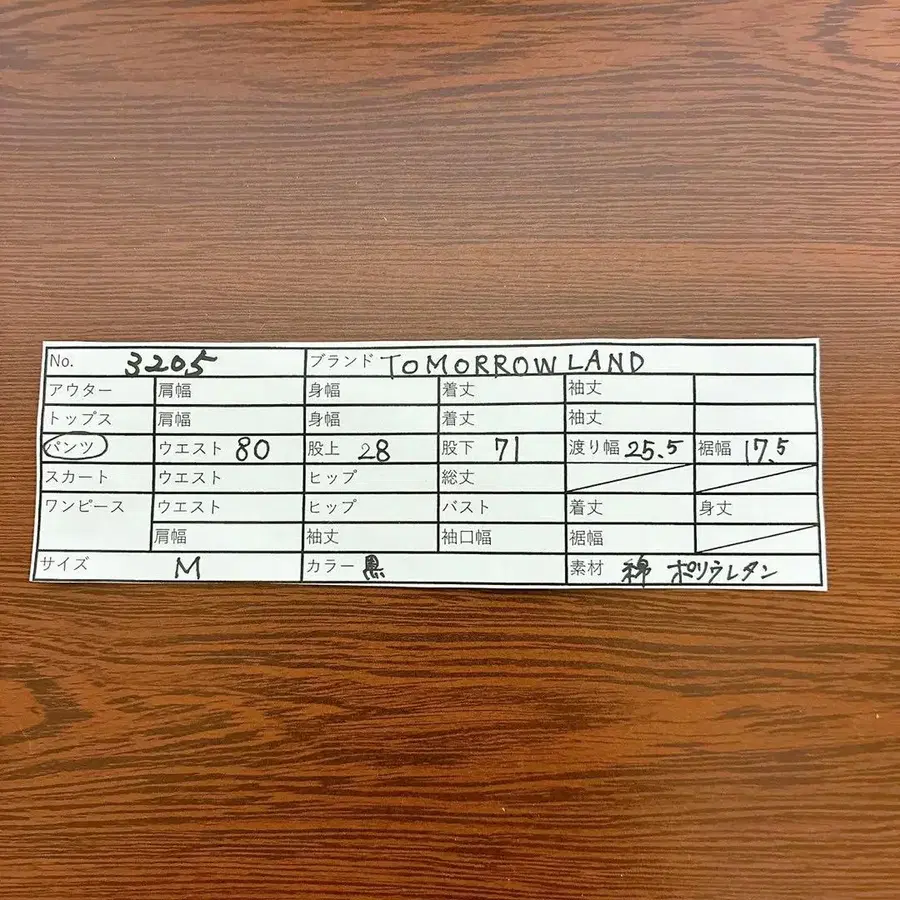 No. 3205 ブランド TOMORROWLAND
アウター 肩幅 身幅 着丈 袖丈
トップス 肩幅 身幅 着丈 袖丈
パンツ ウエスト 80 股上 28 股下 71 渡り幅 25.5 裾幅 17.5
スカート ウエスト ヒップ 総丈
ワンピース ウエスト ヒップ バスト 着丈 身丈
肩幅 袖丈 袖口幅 裾幅
サイズ M カラー 黒 素材 綿 ポリウレタン